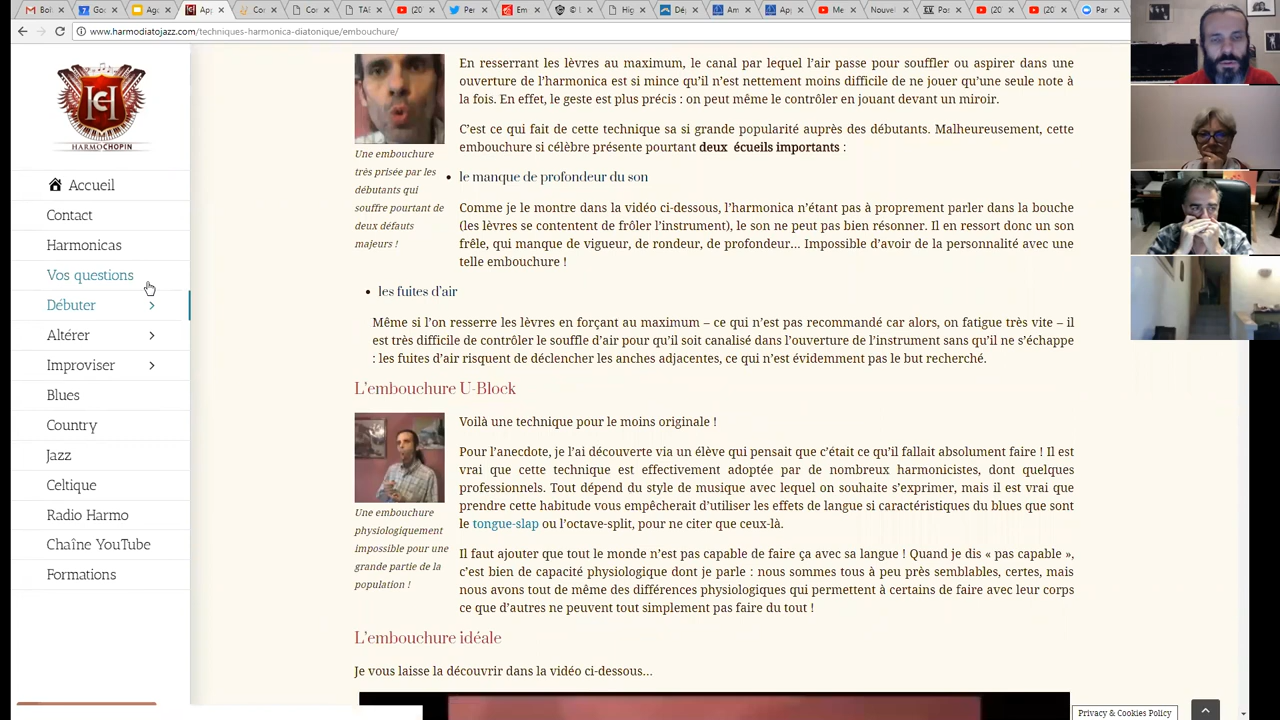 Boî
Goo
Age
App
Co
Co
TAI
(20
Per
Em
© (
Hig
Dé
Am
Ap
Me
Nouvel
Pos
(20
(20
Par
www.harmodiatojazz.com/techniques-harmonica-diatonique/embouchure/
HARMOCHOPIN
Accueil
Contact
Harmonicas
Vos questions
Débuter
Altérer
Improviser
Blues
Country
Jazz
Celtique
Radio Harmo
Chaîne YouTube
Formations
En resserrant les lèvres au maximum, le canal par lequel l'air passe pour souffler ou aspirer dans une
ouverture de l'harmonica est si mince qu'il n'est nettement moins difficile de ne jouer qu'une seule note à
la fois. En effet, le geste est plus précis : on peut même le contrôler en jouant devant un miroir.
C'est ce qui fait de cette technique sa si grande popularité auprès des débutants. Malheureusement, cette
embouchure si célèbre présente pourtant deux écueils importants :
Une embouchure
très prisée par les
débutants qui
souffre pourtant de
deux défauts
majeurs !
• le manque de profondeur du son
Comme je le montre dans la vidéo ci-dessous, l'harmonica n'étant pas à proprement parler dans la bouche
(les lèvres se contentent de frôler l'instrument), le son ne peut pas bien résonner. Il en ressort donc un son
frêle, qui manque de vigueur, de rondeur, de profondeur… Impossible d'avoir de la personnalité avec une
telle embouchure !
• les fuites d'air
Même si l'on resserre les lèvres en forçant au maximum – ce qui n'est pas recommandé car alors, on fatigue très vite – il
est très difficile de contrôler le souffle d'air pour qu'il soit canalisé dans l'ouverture de l'instrument sans qu'il ne s'échappe
: les fuites d'air risquent de déclencher les anches adjacentes, ce qui n'est évidemment pas le but recherché.
L'embouchure U-Block
Voilà une technique pour le moins originale !
Pour l'anecdote, je l'ai découverte via un élève qui pensait que c'était ce qu'il fallait absolument faire ! Il est
vrai que cette technique est effectivement adoptée par de nombreux harmonicistes, dont quelques
professionnels. Tout dépend du style de musique avec lequel on souhaite s'exprimer, mais il est vrai que
prendre cette habitude vous empêcherait d'utiliser les effets de langue si caractéristiques du blues que sont
le tongue-slap ou l'octave-split, pour ne citer que ceux-là.
Une embouchure
physiologiquement
impossible pour une
grande partie de la
population !
Il faut ajouter que tout le monde n'est pas capable de faire ça avec sa langue ! Quand je dis « pas capable »,
c'est bien de capacité physiologique dont je parle : nous sommes tous à peu près semblables, certes, mais
nous avons tout de même des différences physiologiques qui permettent à certains de faire avec leur corps
ce que d'autres ne peuvent tout simplement pas faire du tout !
L'embouchure idéale
Je vous laisse la découvrir dans la vidéo ci-dessous…
Privacy & Cookies Policy